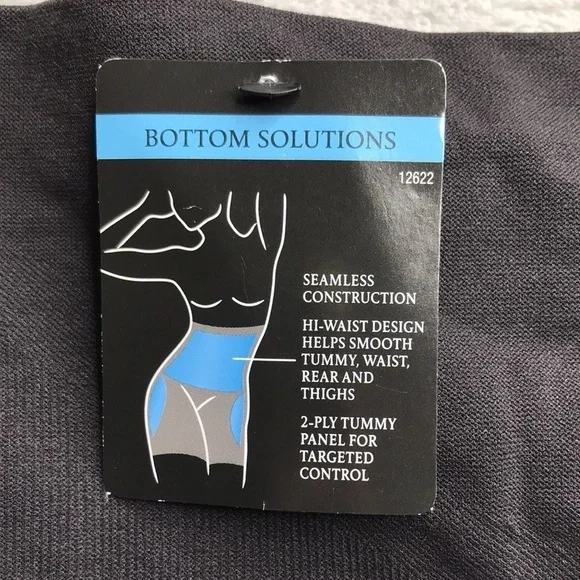 BOTTOM SOLUTIONS
12622
SEAMLESS
CONSTRUCTION
HI-WAIST DESIGN
HELPS SMOOTH
TUMMY, WAIST,
REAR AND
THIGHS
2-PLY TUMMY
PANEL FOR
TARGETED
CONTROL